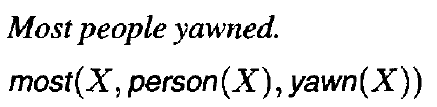 Most people yawned.
most(X, person(X), yawn(X))